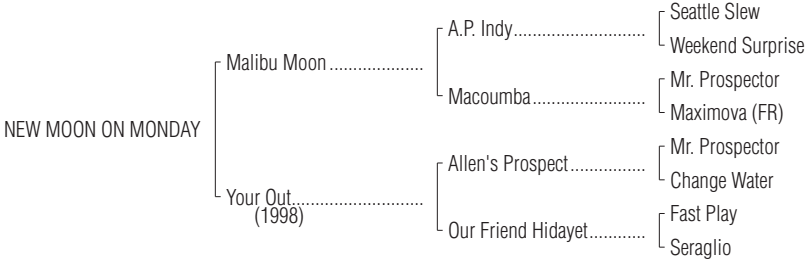 Seattle Slew
A.P. Indy
Weekend Surprise
Malibu Moon
Mr. Prospector
Macoumba
Maximova (FR)
NEW MOON ON MONDAY
Mr. Prospector
Allen's Prospect
Change Water
Your Out
(1998)
Fast Play
Our Friend Hidayet
Seraglio